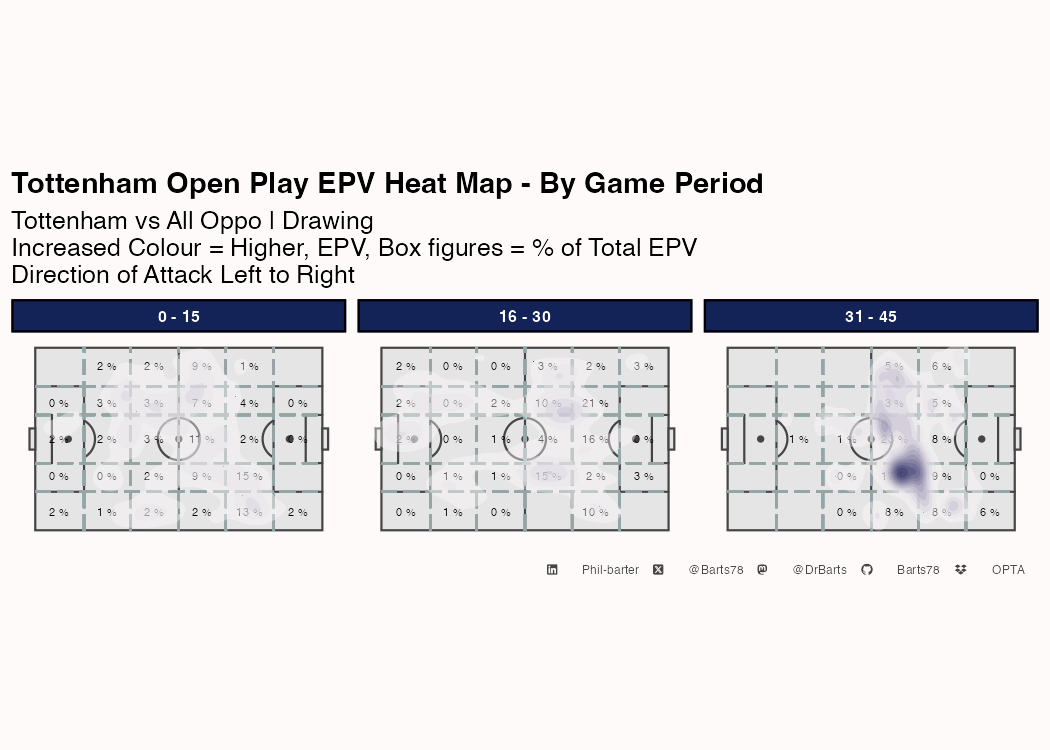 Tottenham Open Play EPV Heat Map - By Game Period
Tottenham vs All Oppo | Drawing
Increased Colour = Higher, EPV, Box figures = % of Total EPV
Direction of Attack Left to Right
0 - 15
2 % 2 % 9 % 1 %
0 % 3 % 3 % 7 % 4 % 0 %
2 % 2 % 3 % 11 % 2 % 0 %
0 % 0 % 2 % 9 % 15 %
2 % 1 % 2 % 2 % 13 % 2 %
16 - 30
2 % 0 % 0 % 3 % 2 % 3 %
2 % 0 % 2 % 10 % 21 %
2 % 0 % 1 % 4 % 16 % 0 %
0 % 1 % 1 % 15 % 2 % 3 %
0 % 1 % 0 % 10 %
31 - 45
5 % 6 %
3 % 5 %
1 % 1 % 8 %
0 % 9 % 0 %
0 % 8 % 8 % 6 %
Phil-barter @Barts78 @DrBarts Barts78 OPTA